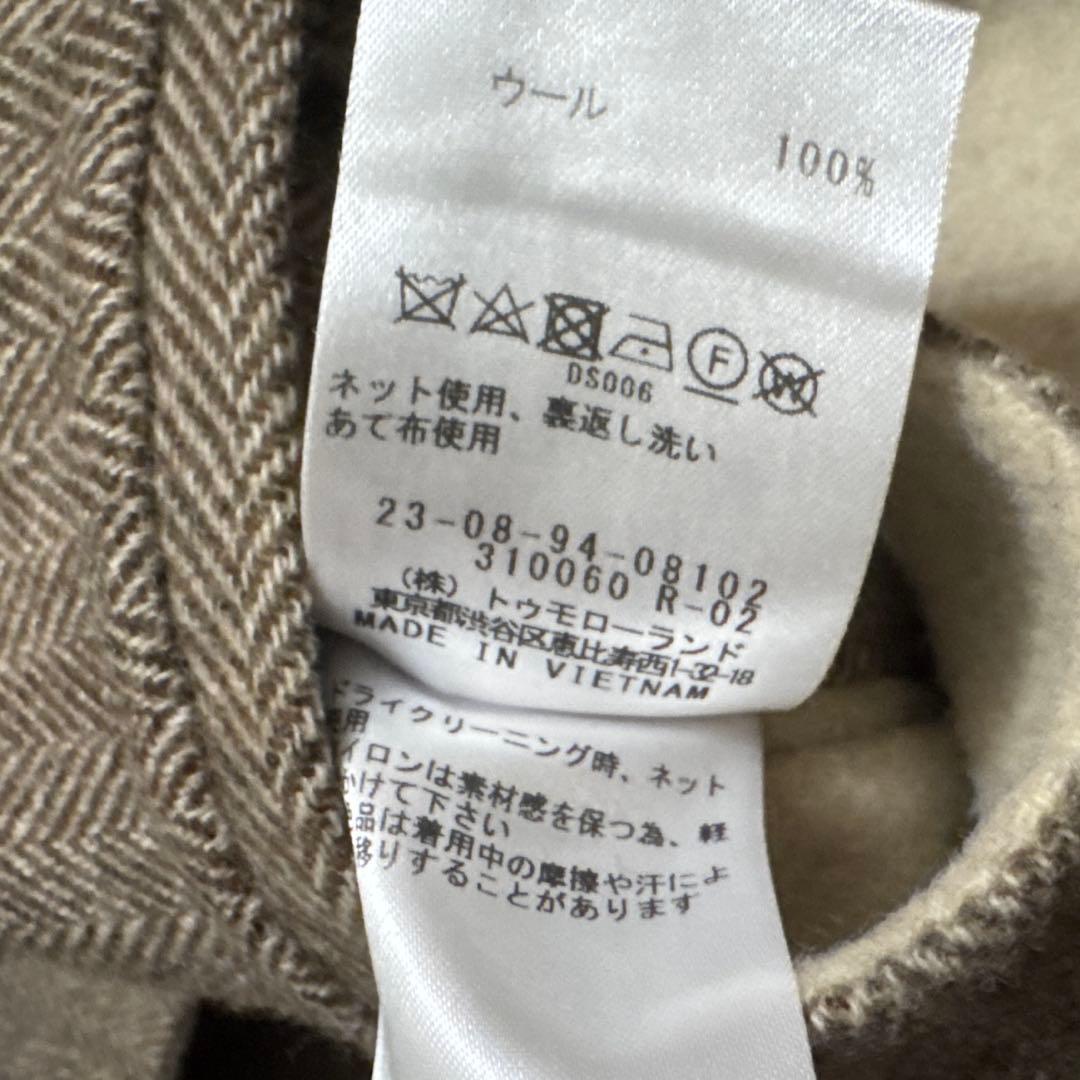 ウール
100%
F
W
DS006
ネット使用、裏返し洗い
あて布使用
23-08-94-08102
310060 R-02
（株）トゥモローランド
東京都渋谷区恵比寿西1-32-18
MADE IN VIETNAM
ドライクリーニング時、ネット
使用
イロンは素材感を保つ為、軽
かけて下さい
品は着用中の摩擦や汗によ
移りすることがあります